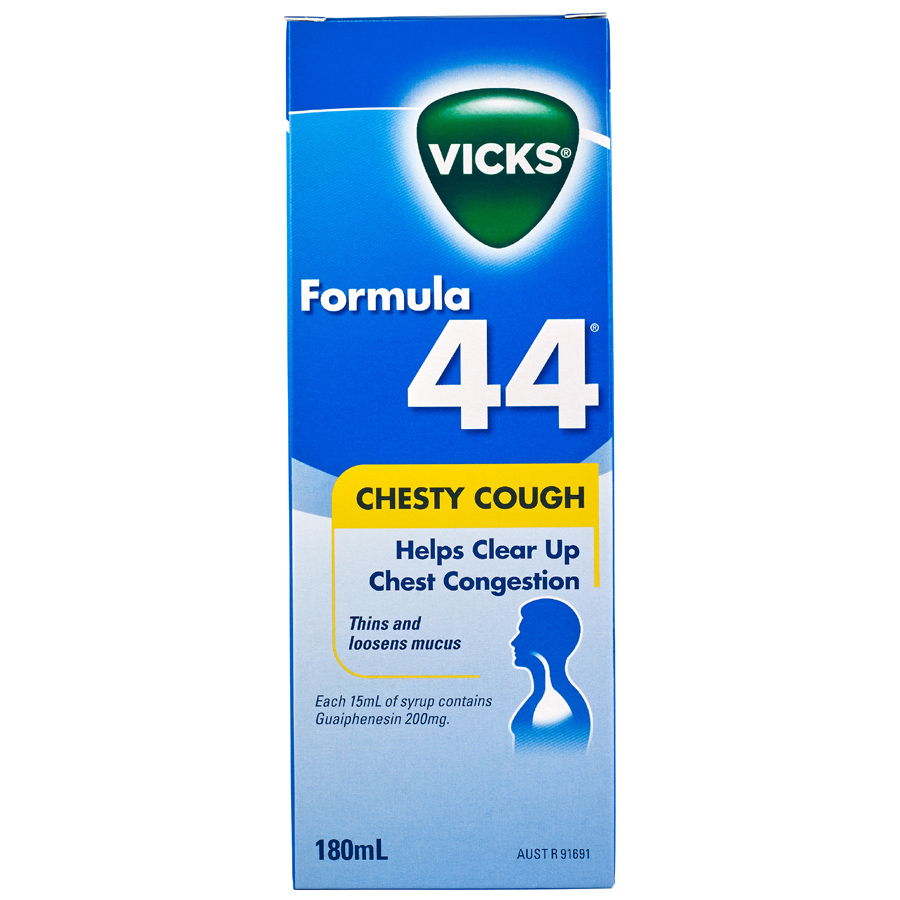 VICKS®
Formula
44®
CHESTY COUGH
Helps Clear Up
Chest Congestion
Thins and
loosens mucus
Each 15mL of syrup contains
Guaiphenesin 200mg.
180mL
AUST R 91691